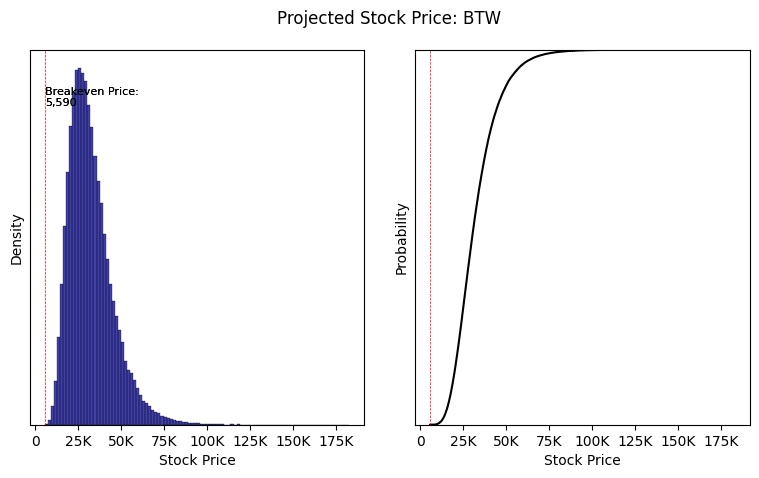 Projected Stock Price: BTW
Breakeven Price:
5,590
Density
0 25K 50K 75K 100K 125K 150K 175K
Stock Price
Probability
0 25K 50K 75K 100K 125K 150K 175K
Stock Price